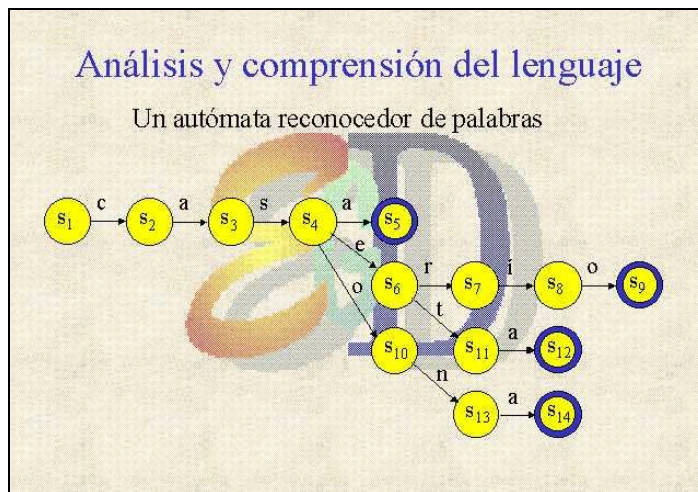 Análisis y comprensión del lenguaje
Un autómata reconocedor de palabras
c a s a
s1 s2 s3 s4 s5
e
o r í o
s6 s7 s8 s9
t
s10 s11 a s12
n a
s13 s14